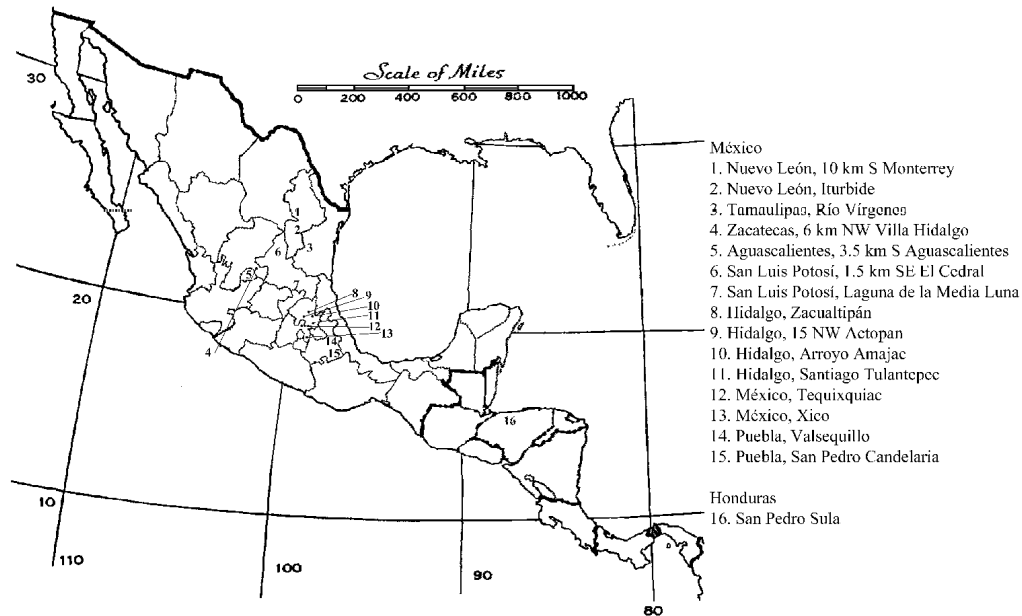 Scale of Miles
0 200 400 600 800 1000
30
20
10
110
100
90
80
1
2
3
6
5
7
8
9
10
11
12
13
14
15
4
16
México
1. Nuevo León, 10 km S Monterrey
2. Nuevo León, Iturbide
3. Tamaulipas, Río Vírgenes
4. Zacatecas, 6 km NW Villa Hidalgo
5. Aguascalientes, 3.5 km S Aguascalientes
6. San Luis Potosí, 1.5 km SE El Cedral
7. San Luis Potosí, Laguna de la Media Luna
8. Hidalgo, Zacualtipán
9. Hidalgo, 15 NW Actopan
10. Hidalgo, Arroyo Amajac
11. Hidalgo, Santiago Tulantepec
12. México, Tequixquiac
13. México, Xico
14. Puebla, Valsequillo
15. Puebla, San Pedro Candelaria
Honduras
16. San Pedro Sula